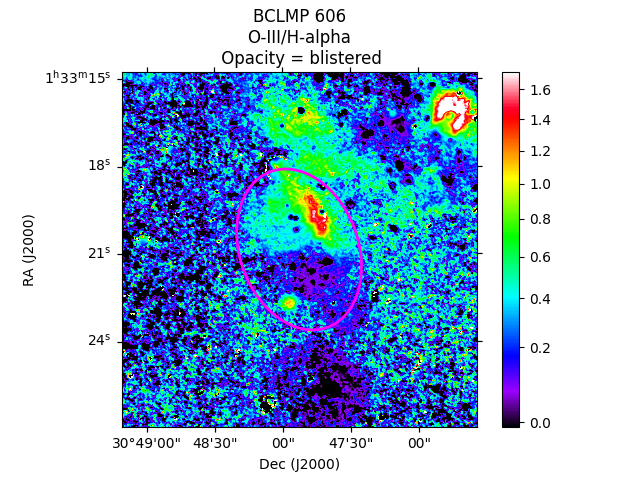 BCLMP 606
O-III/H-alpha
Opacity = blistered
1h33m15s
18s
21s
24s
RA (J2000)
30°49'00" 48'30" 00" 47'30" 00"
Dec (J2000)
1.6
1.4
1.2
1.0
0.8
0.6
0.4
0.2
0.0